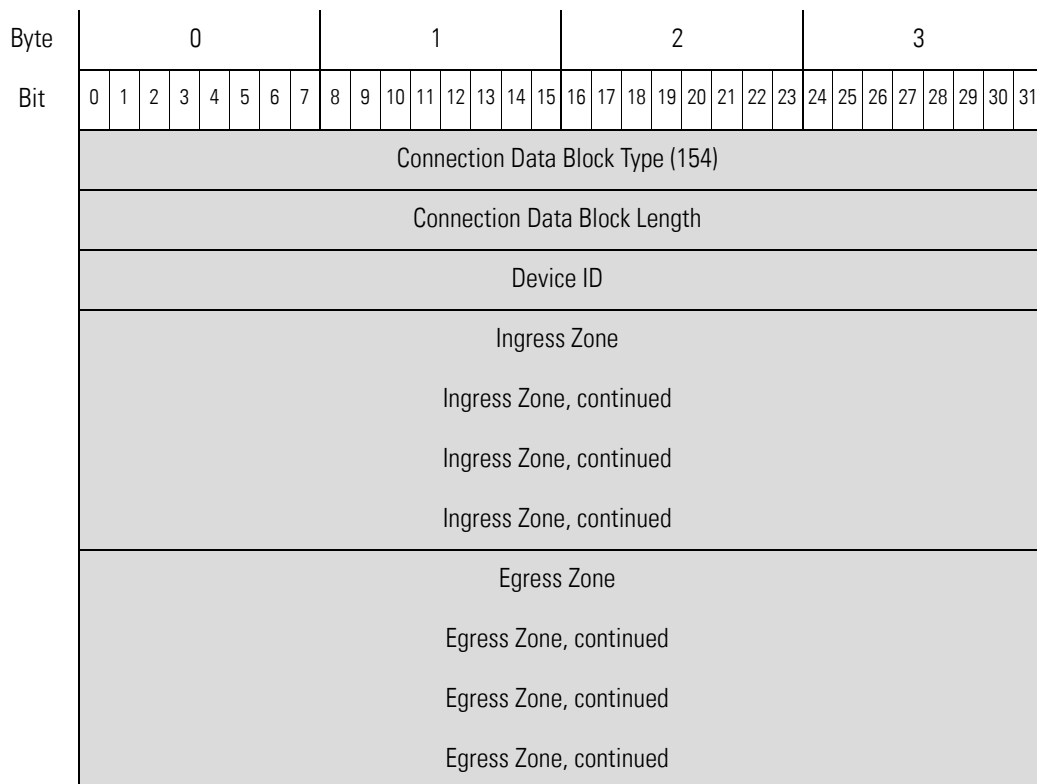 Byte 0 1 2 3
Bit 0 1 2 3 4 5 6 7 8 9 10 11 12 13 14 15 16 17 18 19 20 21 22 23 24 25 26 27 28 29 30 31
Connection Data Block Type (154)
Connection Data Block Length
Device ID
Ingress Zone
Ingress Zone, continued
Ingress Zone, continued
Ingress Zone, continued
Egress Zone
Egress Zone, continued
Egress Zone, continued
Egress Zone, continued